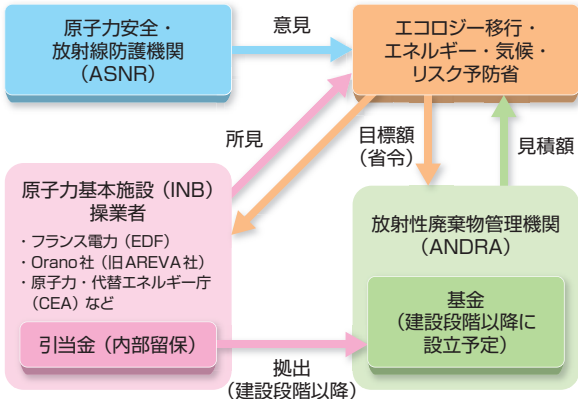 原子力安全・
放射線防護機関
(ASNR)
意見
エコロジー移行・
エネルギー・気候・
リスク予防省
所見
目標額
(省令)
見積額
原子力基本施設(INB)
操業者
・フランス電力(EDF)
・Orano社(旧AREVA社)
・原子力・代替エネルギー庁
(CEA)など
引当金(内部留保)
拠出
(建設段階以降)
放射性廃棄物管理機関
(ANDRA)
基金
(建設段階以降に
設立予定)